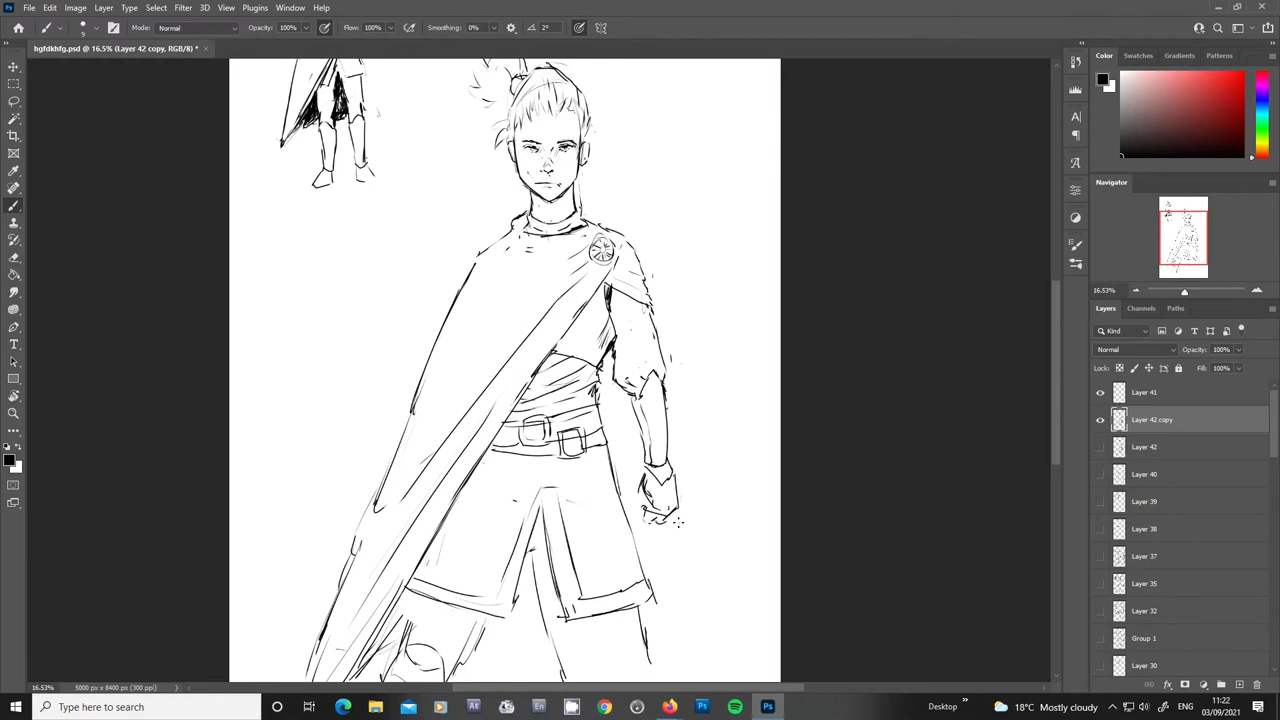 File Edit Image Layer Type Select Filter 3D View Plugins Window Help
9 Mode: Normal Opacity: 100% Flow: 100% Smoothing: 0% 2°
hgfdkhfg.psd @ 16.5% (Layer 42 copy, RGB/8) *
Color Swatches Gradients Patterns
Navigator
16.53%
Layers Channels Paths
Kind
Normal Opacity: 100%
Lock: Fill: 100%
Layer 41
Layer 42 copy
Layer 42
Layer 40
Layer 39
Layer 38
Layer 37
Layer 35
Layer 32
Group 1
Layer 30
16.53% 5000 px x 8400 px (300 ppi)
Type here to search
Desktop 18°C Mostly cloudy ENG 11:22
03/09/2021